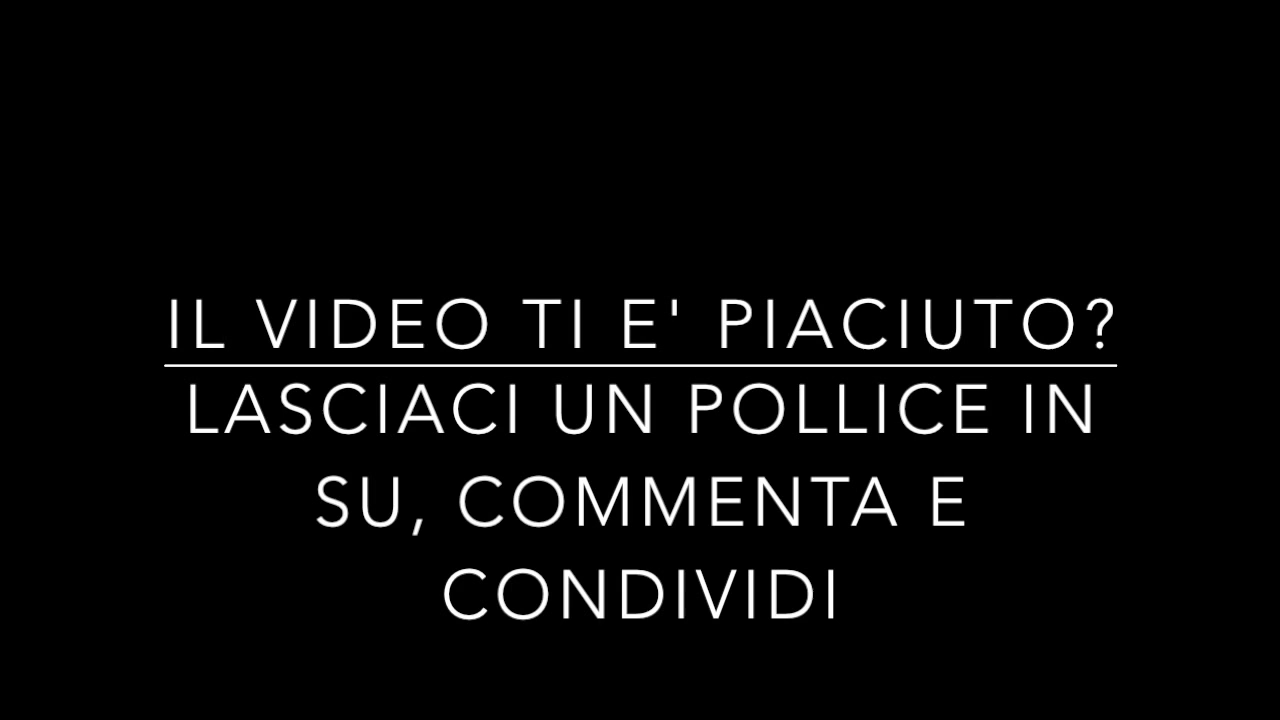 IL VIDEO TI E' PIACIUTO?
LASCIACI UN POLLICE IN
SU, COMMENTA E
CONDIVIDI